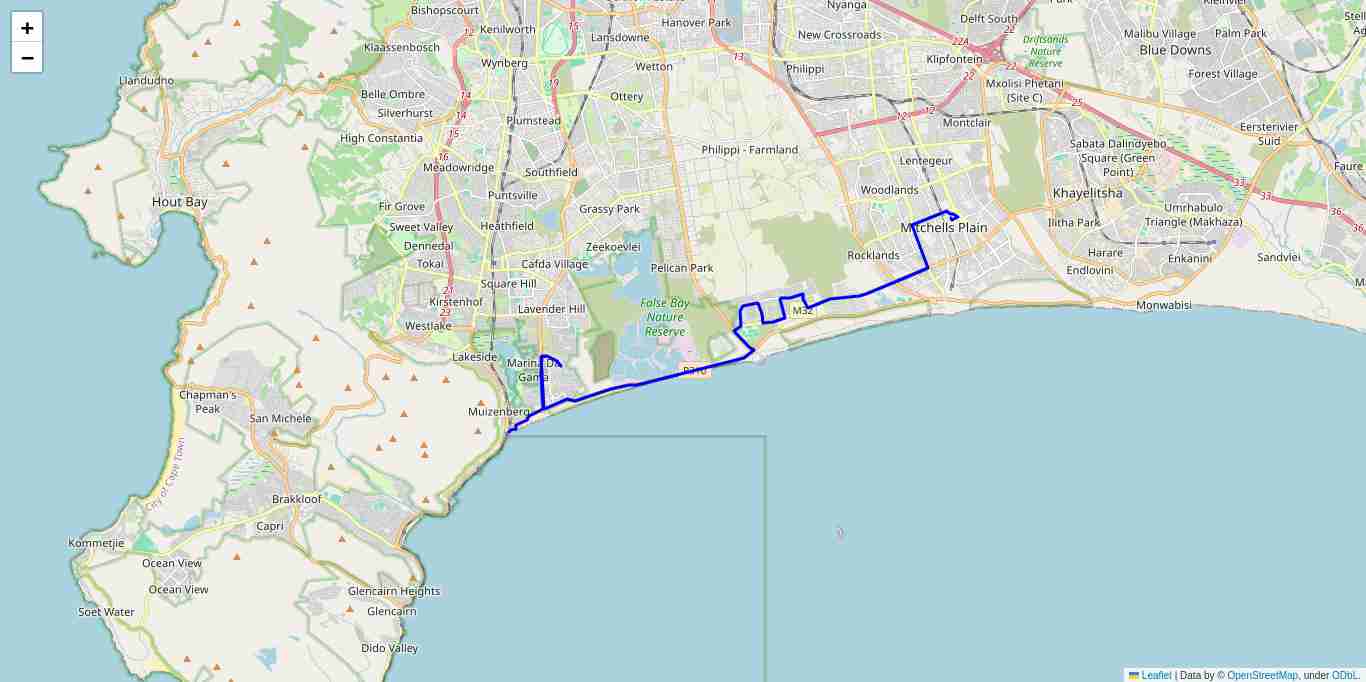 +
−
Bishopscourt
Kenilworth
12
15
Hanover Park
Lansdowne
Nyanga
New Crossroads
Delft South
Malibu Village
Palm Park
Blue Downs
Klaassenbosch
Llandudno
Wynberg
Wetton
13
Philippi
22A
Klipfontein
22
Driftsands
- Nature
Reserve
Forest Village
Belle Ombre
14
19
Ottery
22
Mxolisi Phetani
(Site C)
25
Silverhurst
14
Plumstead
12
12
Montclair
Eersterivier
Suid
High Constantia
15
Philippi - Farmland
Sabata Dalindyebo
Square (Green
Point)
16
Meadowridge
Southfield
Lentegeur
Faure
33
33
Puntsville
Woodlands
Khayelitsha
Hout Bay
Fir Grove
Grassy Park
Umrhabulo
Triangle (Makhaza)
36
Sweet Valley
Heathfield
Mitchells Plain
Ilitha Park
Dennedal
Zeekoevlei
Rocklands
Harare
Enkanini
Sandvlei
Tokai
Cafda Village
Pelican Park
Endlovini
21
Square Hill
Kirstenhof
23
Lavender Hill
False Bay
Nature
Reserve
M32
Monwabisi
Westlake
Lakeside
Marina Da
Gama
R310
Chapman's
Peak
San Michele
Muizenberg
City of Cape Town
Brakkloof
Capri
Kommetjie
Ocean View
Ocean View
Glencairn Heights
Soet Water
Glencairn
Dido Valley
Leaflet | Data by © OpenStreetMap, under ODbL.